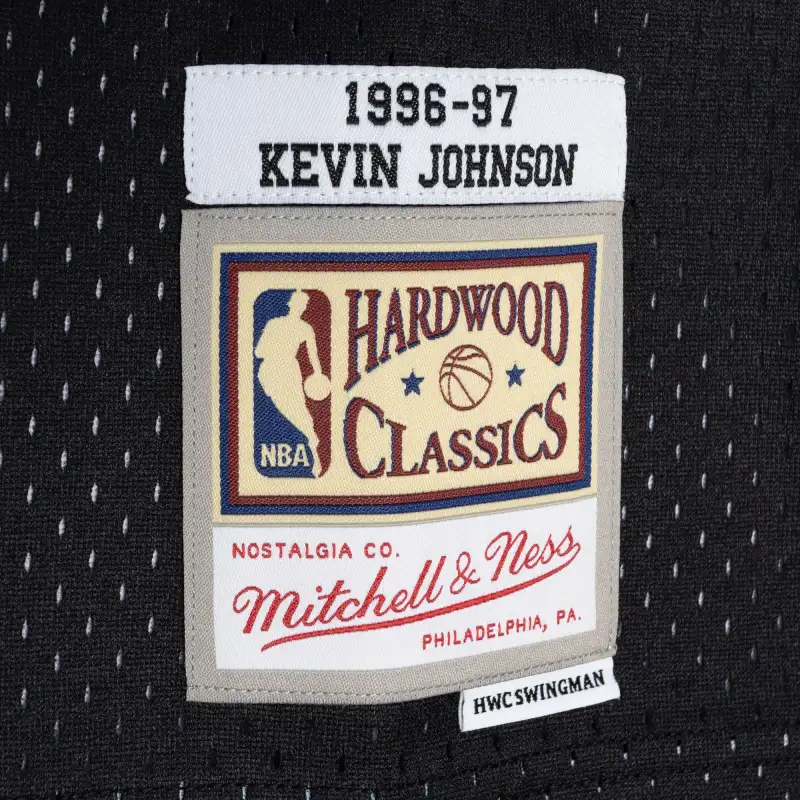 1996-97
KEVIN JOHNSON
HARDWOOD
CLASSICS
NBA
NOSTALGIA CO.
Mitchell & Ness
PHILADELPHIA, PA.
HWC SWINGMAN